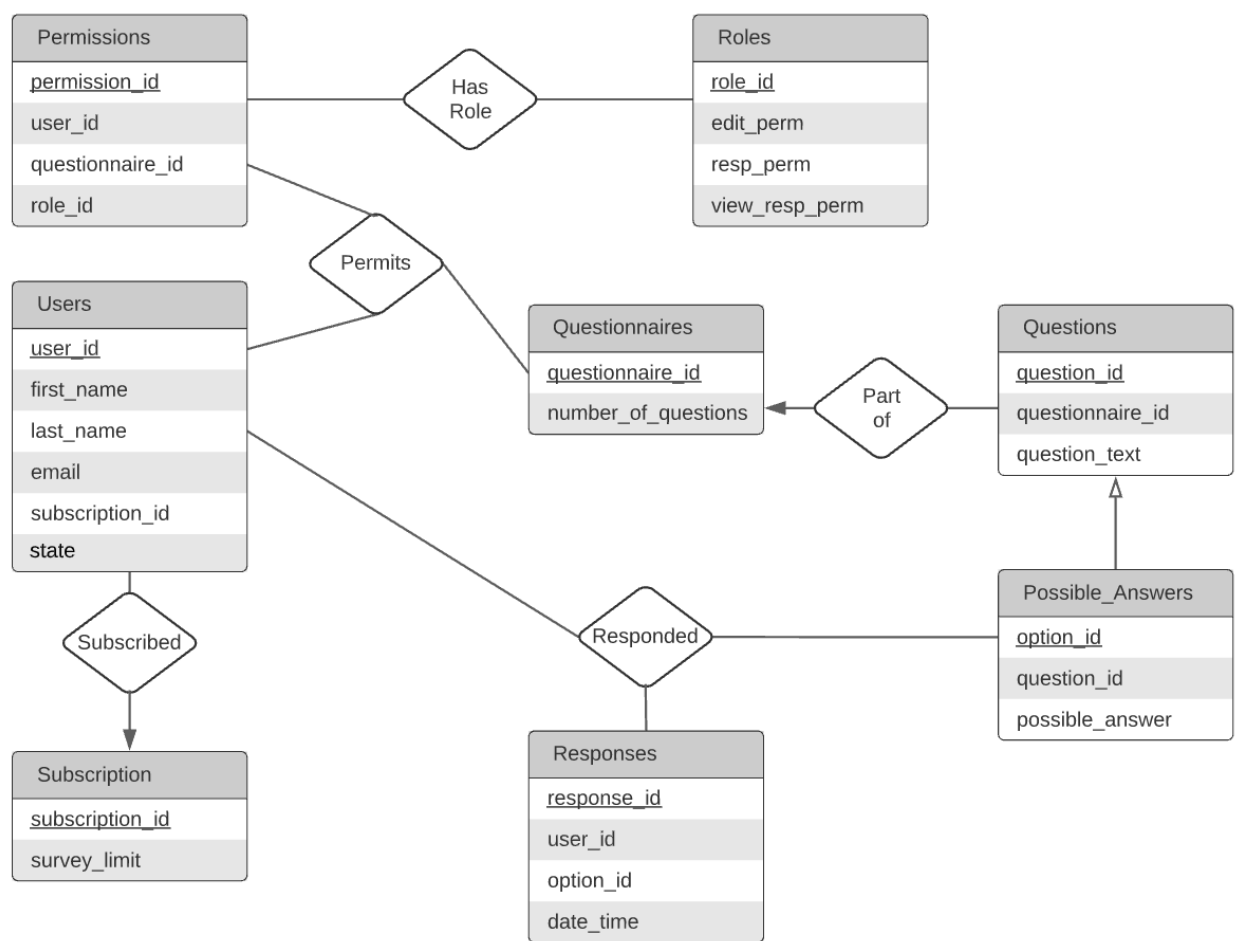 Permissions
permission_id
user_id
questionnaire_id
role_id
Has
Role
Roles
role_id
edit_perm
resp_perm
view_resp_perm
Permits
Users
user_id
first_name
last_name
email
subscription_id
state
Questionnaires
questionnaire_id
number_of_questions
Part
of
Questions
question_id
questionnaire_id
question_text
Subscribed
Responded
Possible_Answers
option_id
question_id
possible_answer
Subscription
subscription_id
survey_limit
Responses
response_id
user_id
option_id
date_time